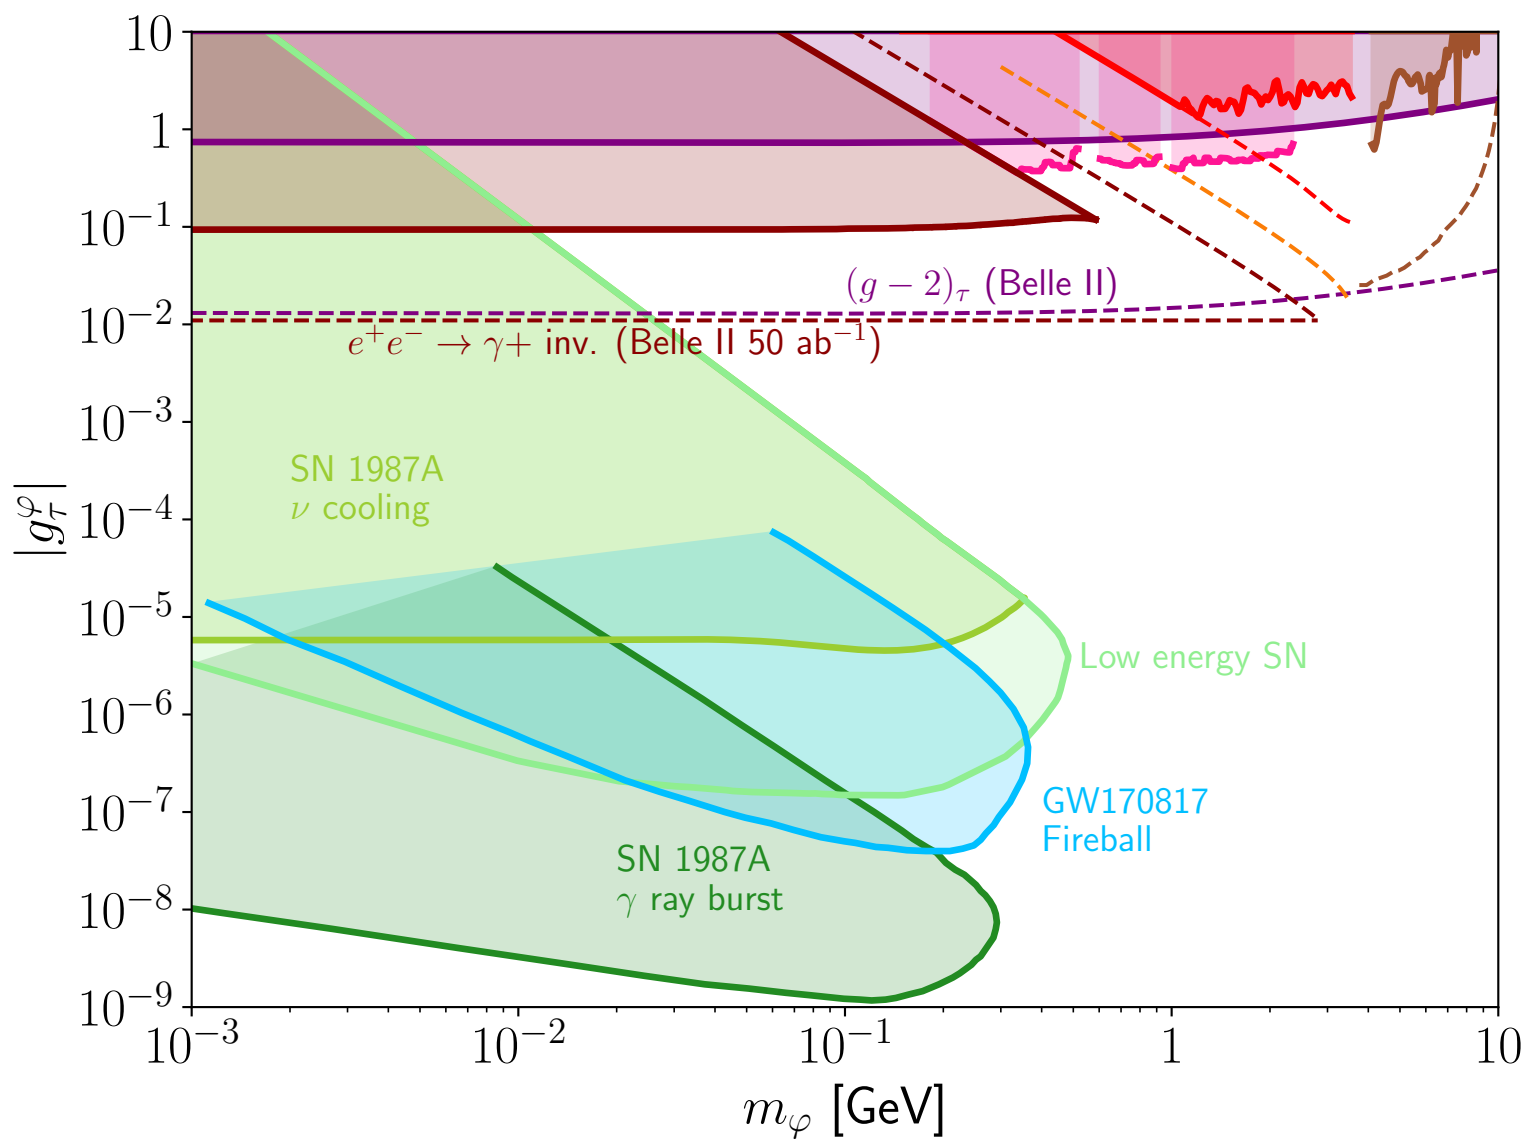 10
1
10⁻¹
10⁻²
10⁻³
10⁻⁴
10⁻⁵
10⁻⁶
10⁻⁷
10⁻⁸
10⁻⁹
|g_τ^φ|
(g − 2)_τ (Belle II)
e⁺e⁻ → γ+ inv. (Belle II 50 ab⁻¹)
SN 1987A
ν cooling
Low energy SN
GW170817
Fireball
SN 1987A
γ ray burst
10⁻³ 10⁻² 10⁻¹ 1 10
m_φ [GeV]